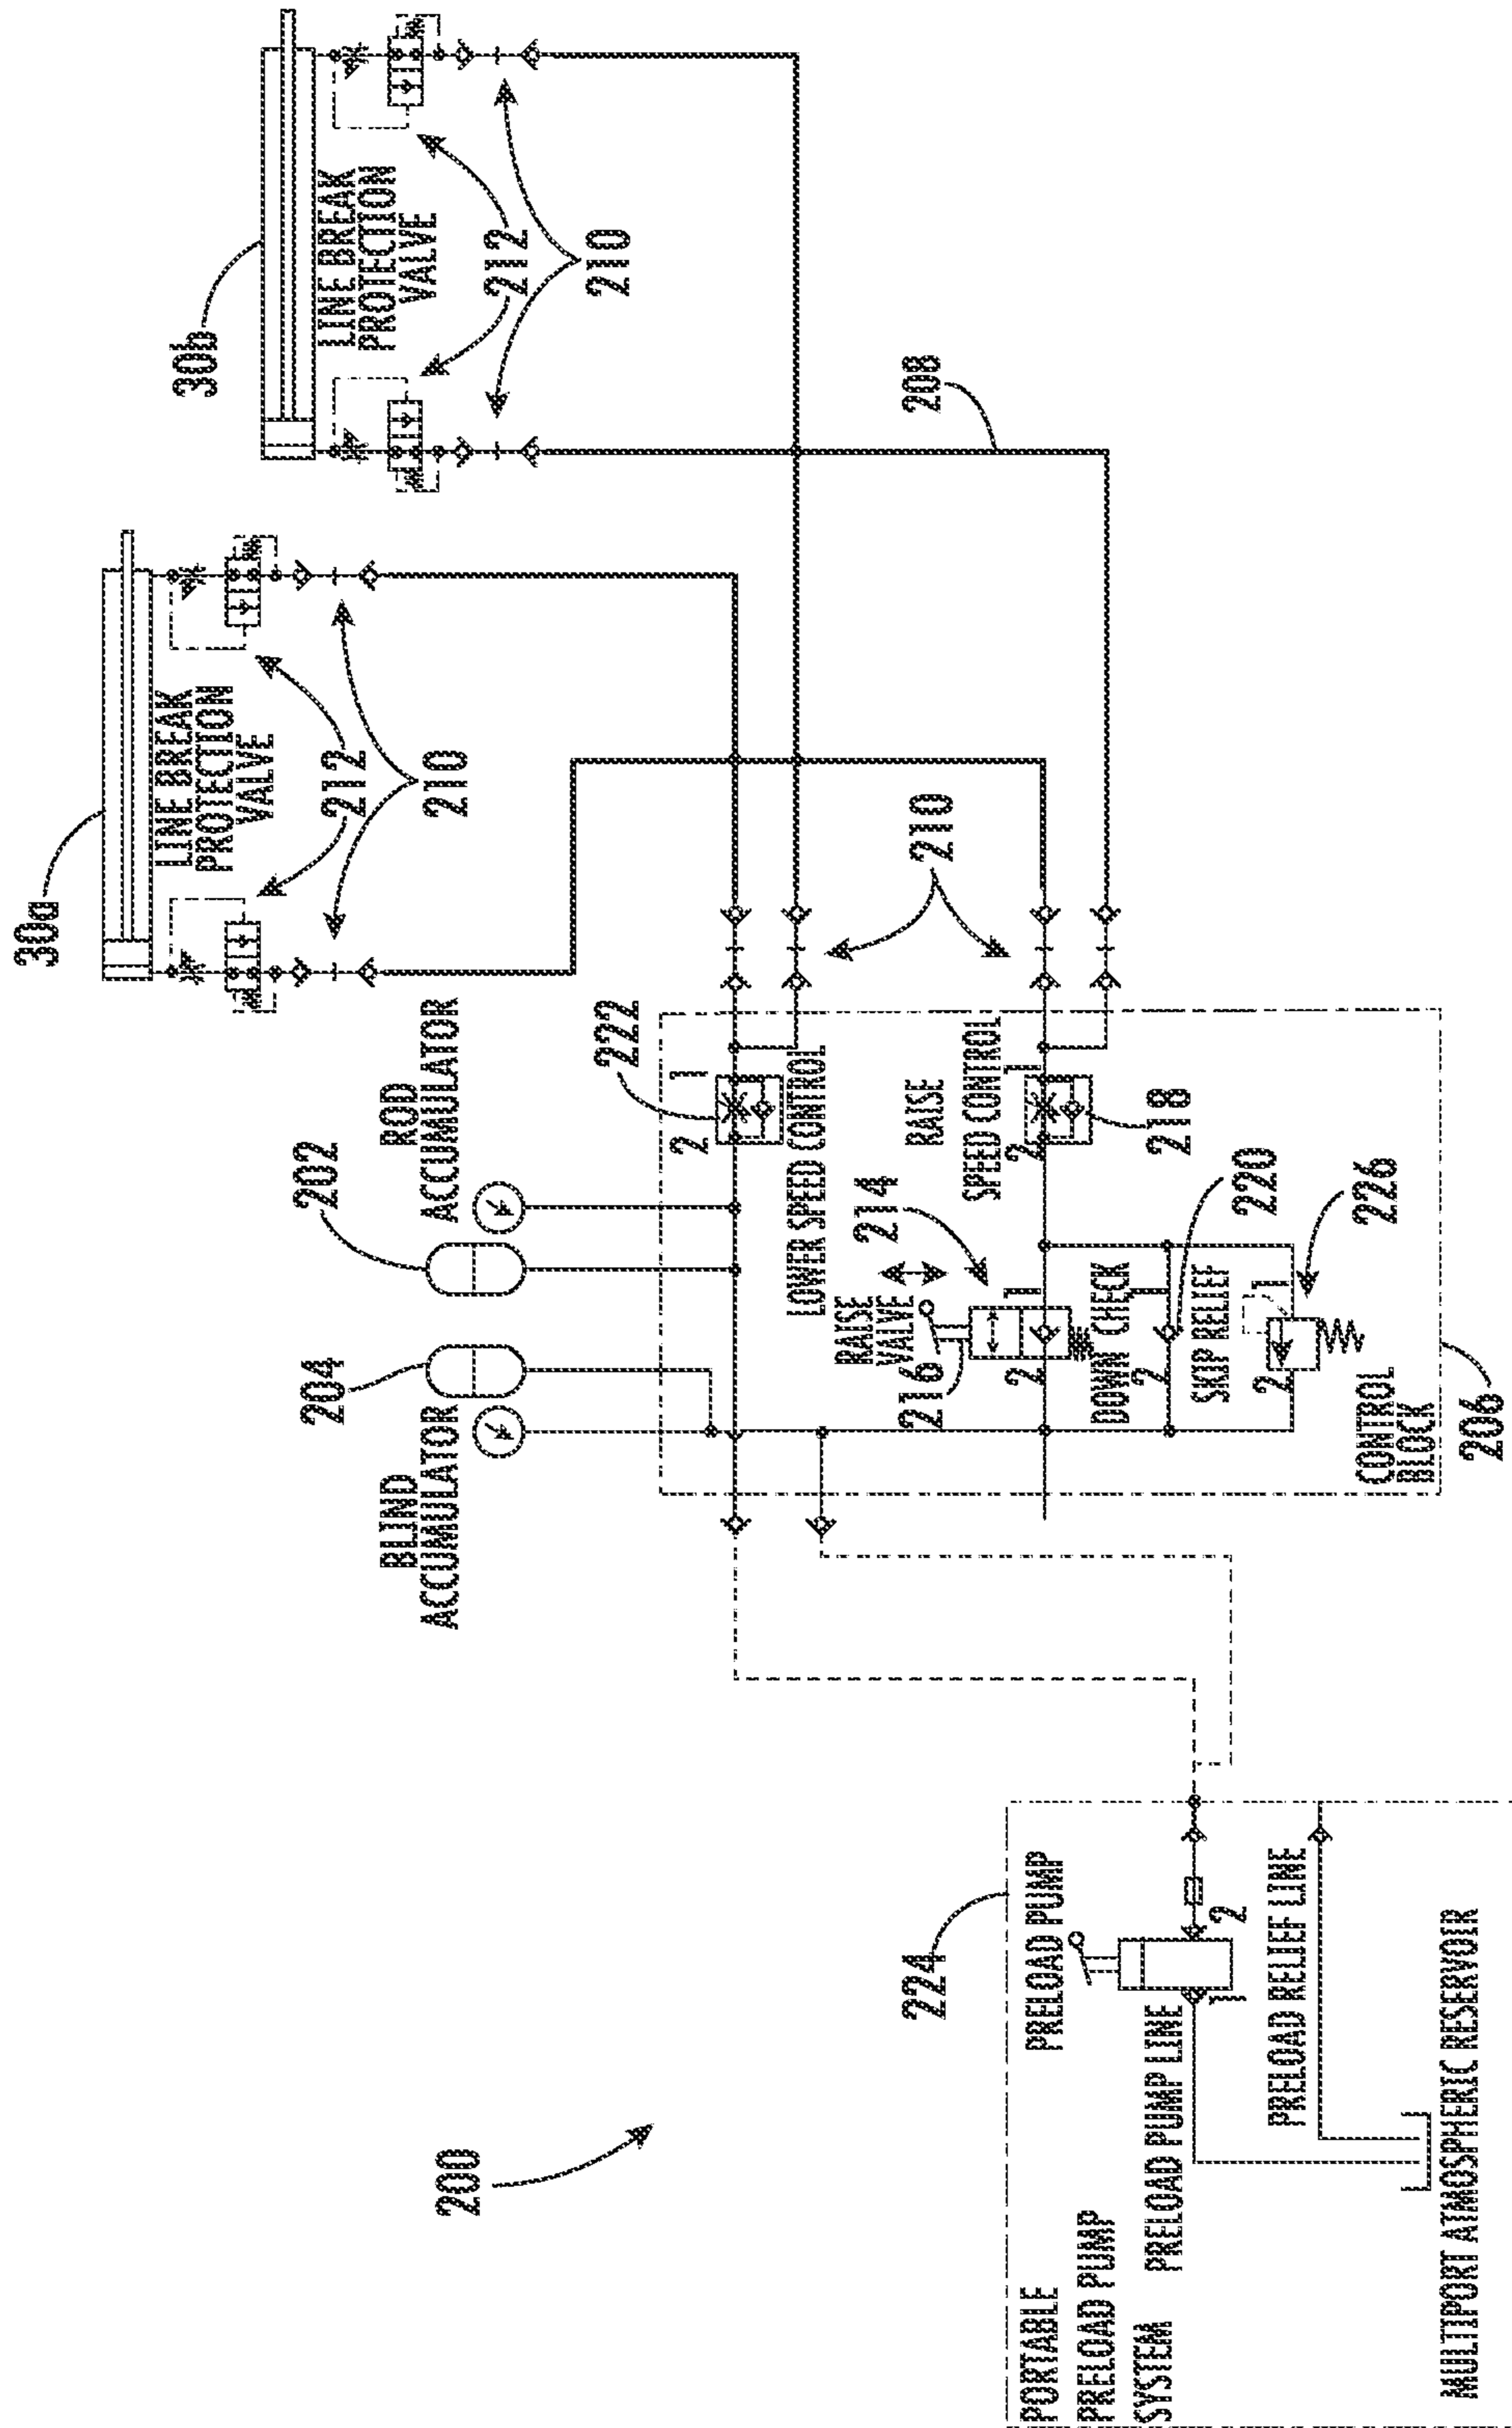 30a
LINE BREAK
PROTECTION
VALVE
212
210
30b
LINE BREAK
PROTECTION
VALVE
212
210
208
210
ROD
ACCUMULATOR
202
BLIND
ACCUMULATOR
204
222
2
1
LOWER SPEED CONTROL
RAISE
SPEED CONTROL
2
1
218
RAISE
VALVE
214
216
2
1
DOWN CHECK
2
1
220
SKIP RELIEF
2
1
226
CONTROL
BLOCK
206
200
224
PORTABLE
PRELOAD PUMP
SYSTEM
PRELOAD PUMP
PRELOAD PUMP LINE
1
2
PRELOAD RELIEF LINE
MULTIPORT ATMOSPHERIC RESERVOIR